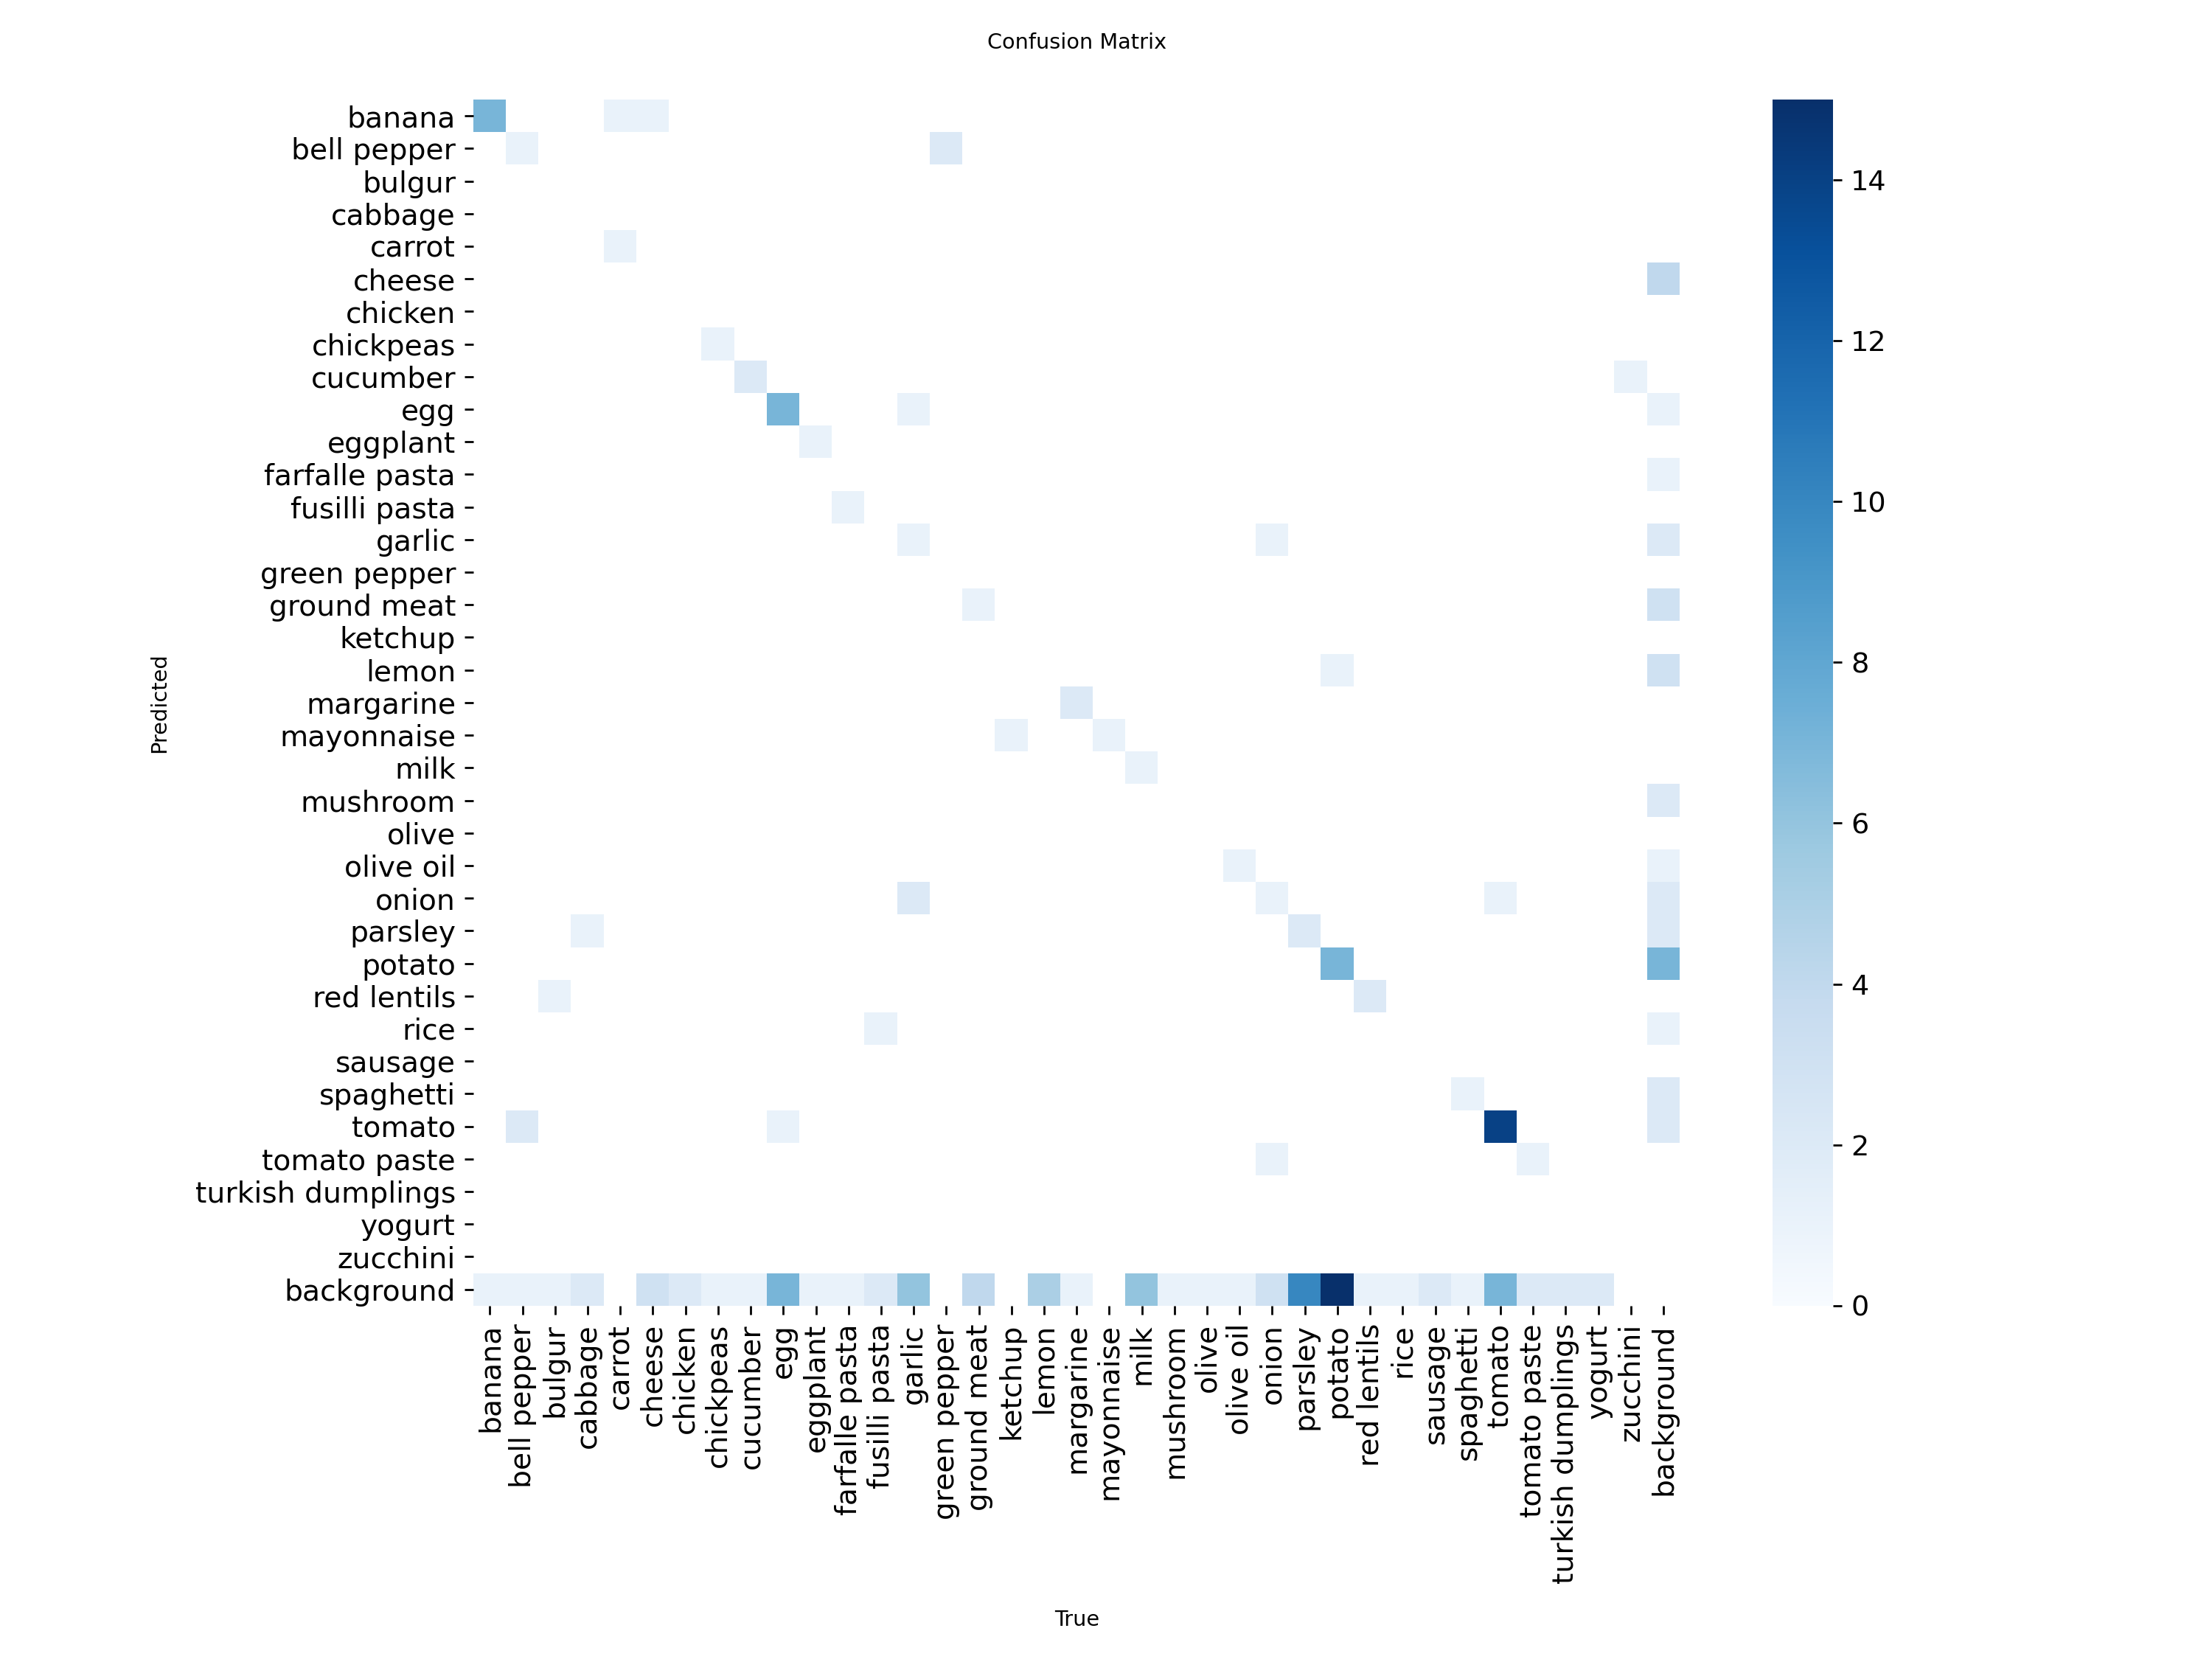 Confusion Matrix
banana
bell pepper
bulgur
cabbage
carrot
cheese
chicken
chickpeas
cucumber
egg
eggplant
farfalle pasta
fusilli pasta
garlic
green pepper
ground meat
ketchup
lemon
margarine
mayonnaise
milk
mushroom
olive
olive oil
onion
parsley
potato
red lentils
rice
sausage
spaghetti
tomato
tomato paste
turkish dumplings
yogurt
zucchini
background
Predicted
banana
bell pepper
bulgur
cabbage
carrot
cheese
chicken
chickpeas
cucumber
egg
eggplant
farfalle pasta
fusilli pasta
garlic
green pepper
ground meat
ketchup
lemon
margarine
mayonnaise
milk
mushroom
olive
olive oil
onion
parsley
potato
red lentils
rice
sausage
spaghetti
tomato
tomato paste
turkish dumplings
yogurt
zucchini
background
True
14
12
10
8
6
4
2
0